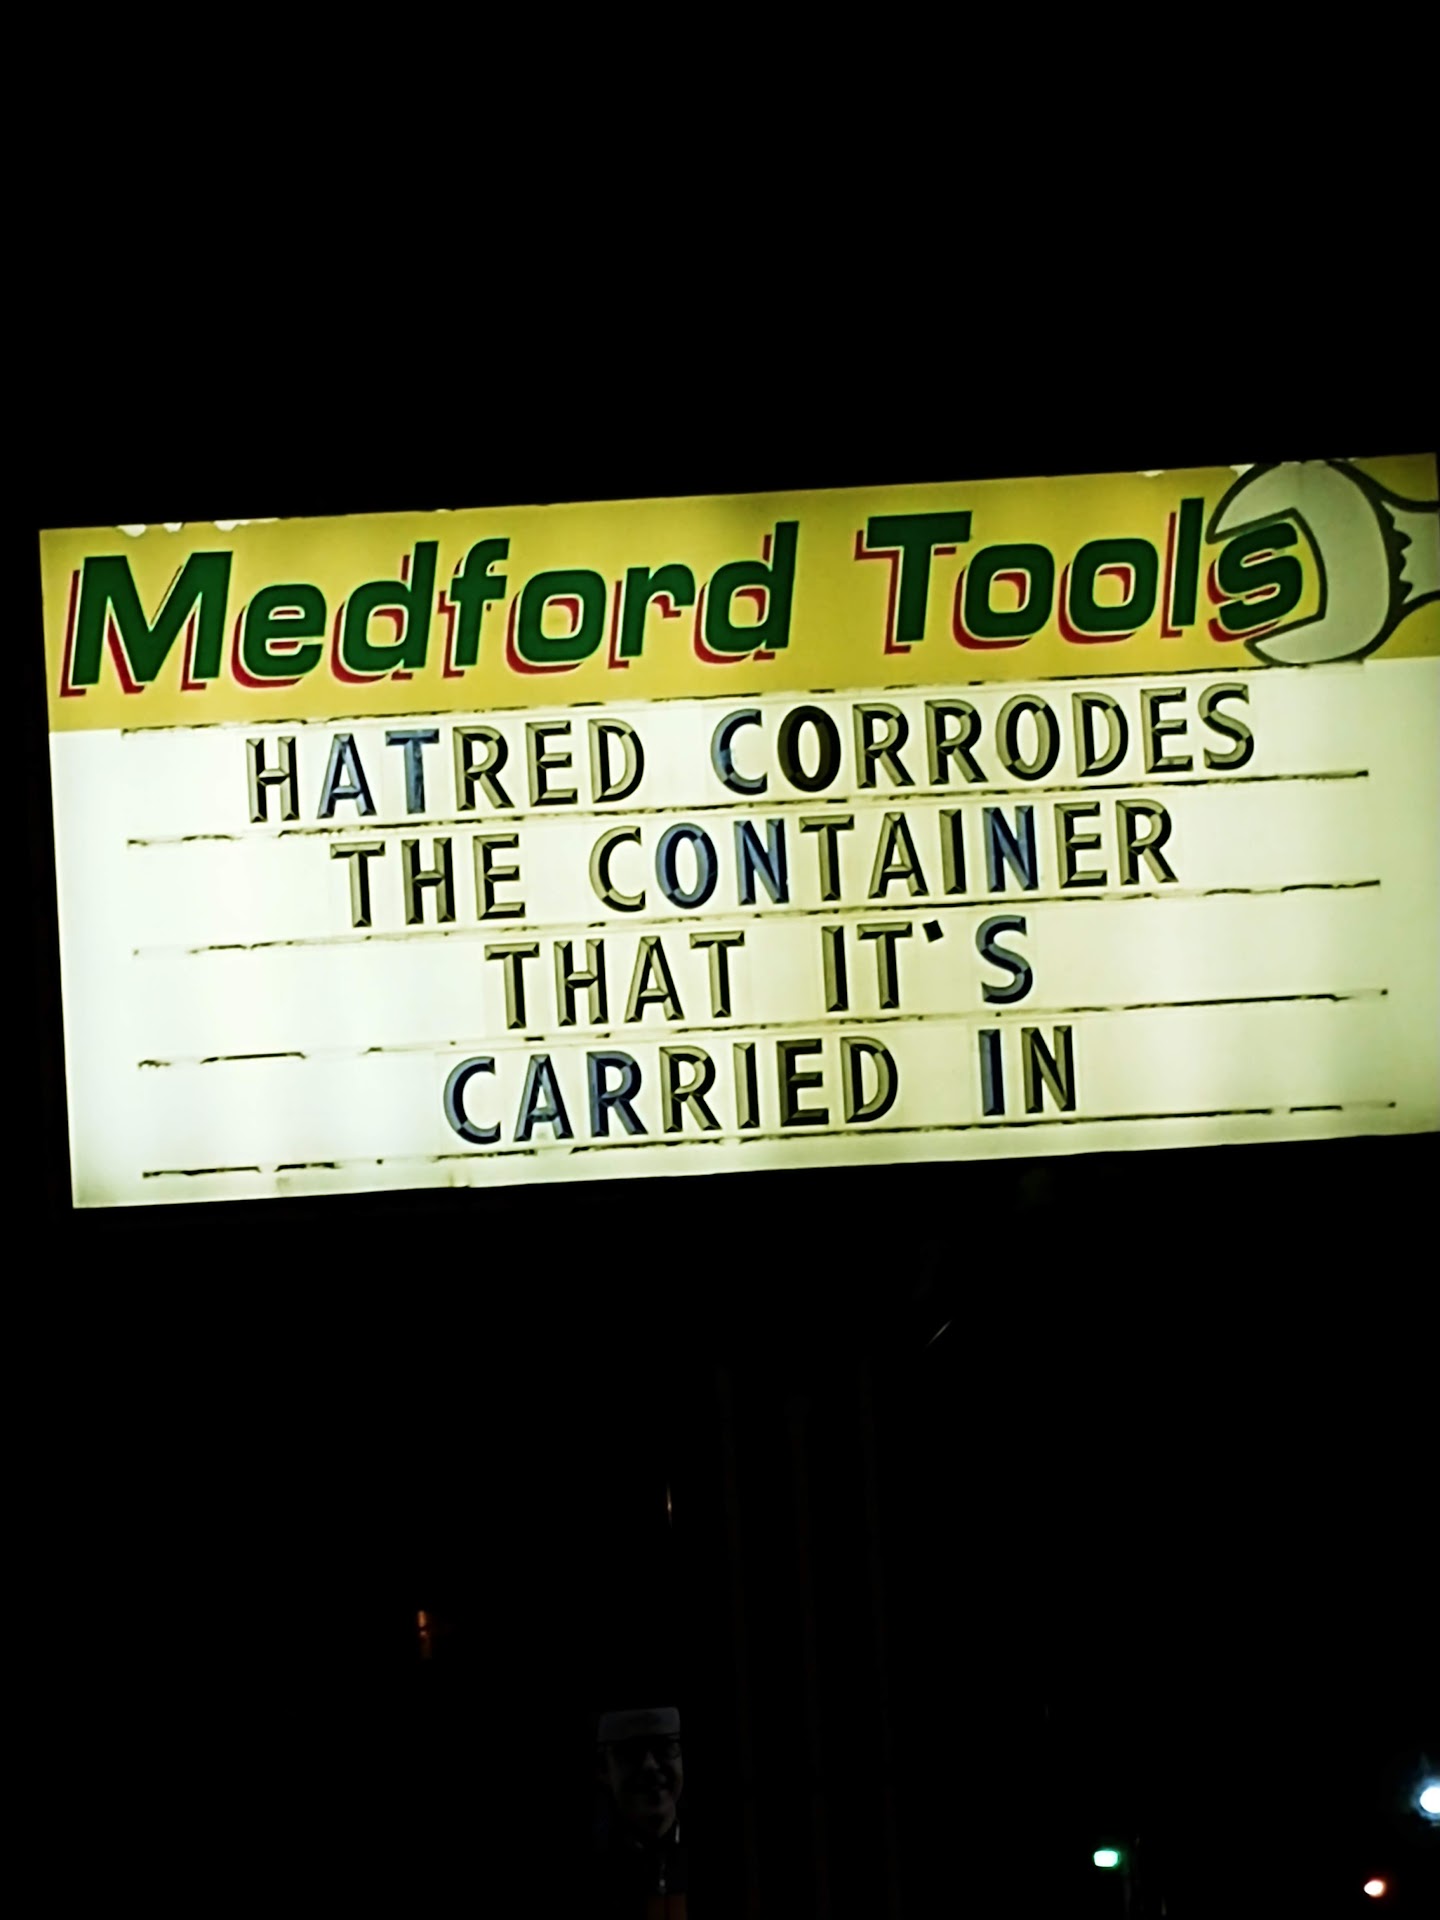 Medford Tools
HATRED CORRODES
THE CONTAINER
THAT IT'S
CARRIED IN